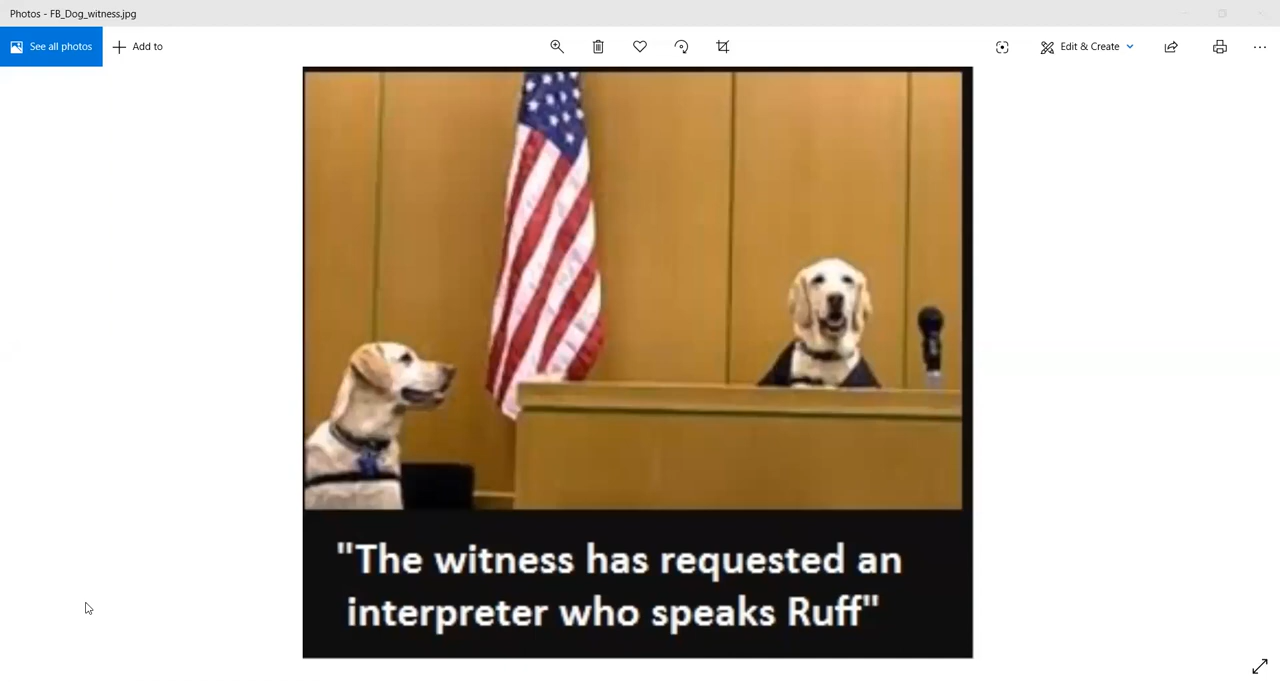 Photos - FB_Dog_witness.jpg
See all photos
Add to
Edit & Create
"The witness has requested an
interpreter who speaks Ruff"